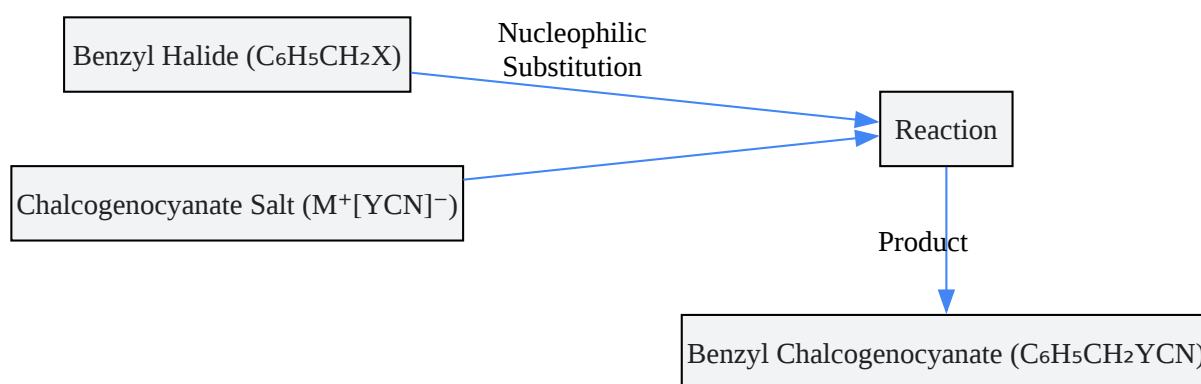 Benzyl Halide (C₆H₅CH₂X)
Nucleophilic
Substitution
Reaction
Chalcogenocyanate Salt (M⁺[YCN]⁻)
Product
Benzyl Chalcogenocyanate (C₆H₅CH₂YCN)